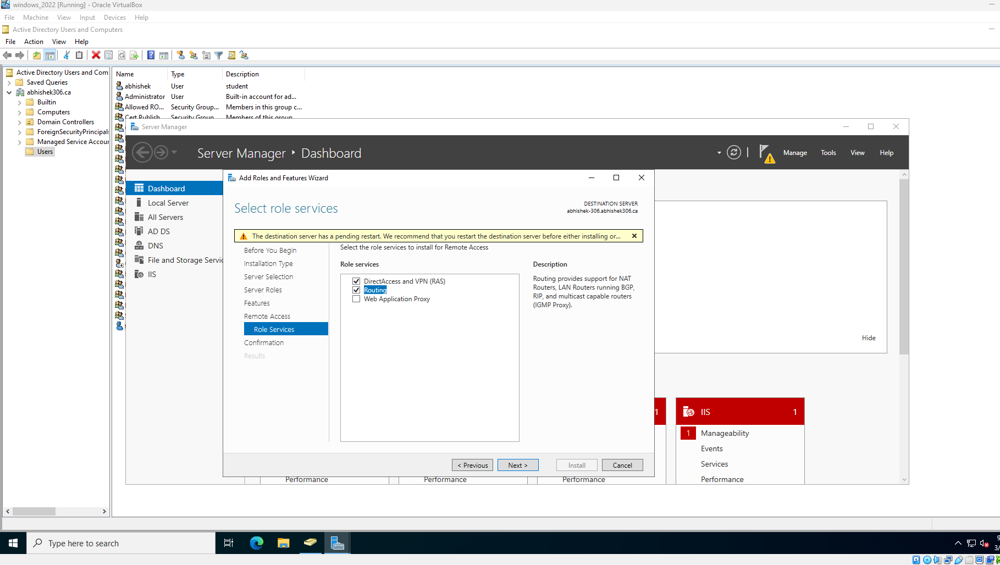 windows_2022 [Running] - Oracle VirtualBox
File Machine View Input Devices Help
Active Directory Users and Computers
File Action View Help
Active Directory Users and Com
Saved Queries
abhishek306.ca
Builtin
Computers
Domain Controllers
ForeignSecurityPrincipals
Managed Service Accour
Users
Name Type Description
abhishek User student
Administrator User Built-in account for ad...
Allowed RO... Security Group... Members in this group c...
Cert Publish Security Group Members of this group
Server Manager
Server Manager Dashboard
Manage Tools View Help
Dashboard
Local Server
All Servers
AD DS
DNS
File and Storage Servic
IIS
Add Roles and Features Wizard
Select role services
DESTINATION SERVER
abhishek-306.abhishek306.ca
The destination server has a pending restart. We recommend that you restart the destination server before either installing or...
Before You Begin
Installation Type
Server Selection
Server Roles
Features
Remote Access
Role Services
Confirmation
Results
Select the role services to install for Remote Access
Role services
DirectAccess and VPN (RAS)
Routing
Web Application Proxy
Description
Routing provides support for NAT
Routers, LAN Routers running BGP,
RIP, and multicast capable routers
(IGMP Proxy).
< Previous Next > Install Cancel
Hide
1
IIS 1
1 Manageability
Events
Services
Performance
Performance
Performance
Performance
Type here to search
9
3/